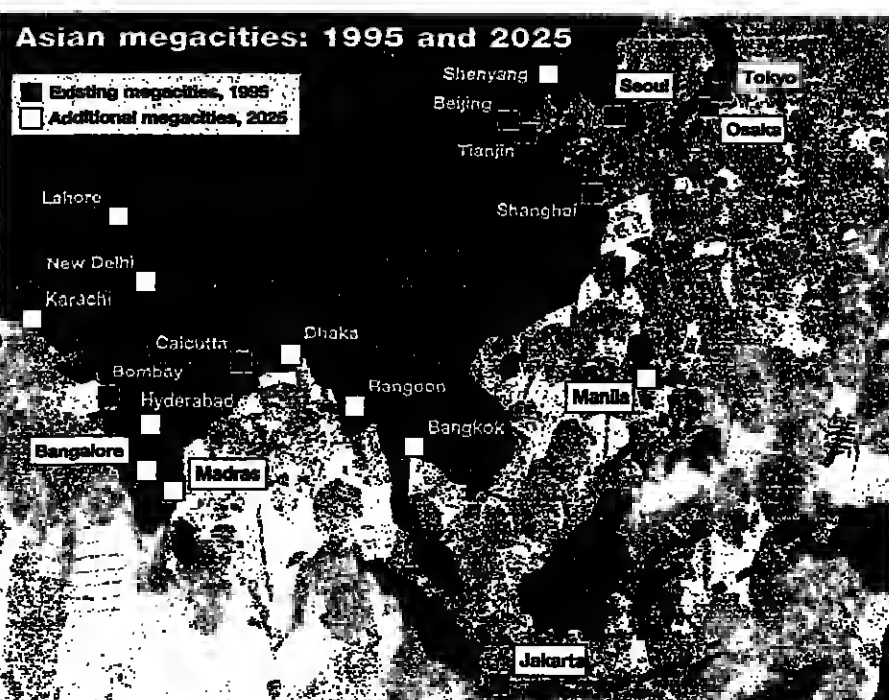 Asian megacities: 1995 and 2025
Existing megacities, 1995
Additional megacities, 2025
Shenyang
Seoul
Tokyo
Beijing
Osaka
Tianjin
Lahore
Shanghai
New Delhi
Karachi
Calcutta
Dhaka
Bombay
Rangoon
Hyderabad
Manila
Bangkok
Bangalore
Madras
Jakarta